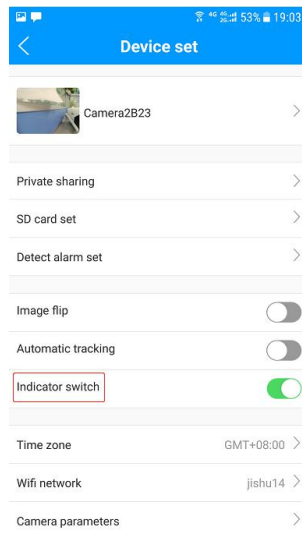 4G 4G 53% 19:03
Device set
Camera2B23
Private sharing
SD card set
Detect alarm set
Image flip
Automatic tracking
Indicator switch
Time zone GMT+08:00
Wifi network jishu14
Camera parameters